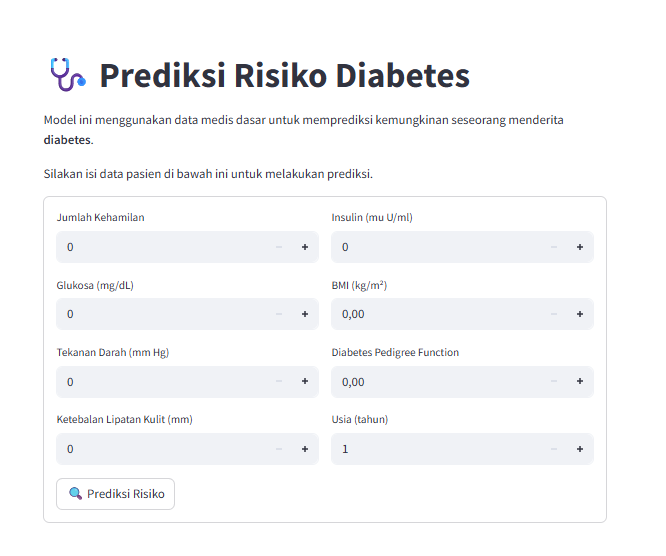 Prediksi Risiko Diabetes
Model ini menggunakan data medis dasar untuk memprediksi kemungkinan seseorang menderita
diabetes.
Silakan isi data pasien di bawah ini untuk melakukan prediksi.
Jumlah Kehamilan
0
Insulin (mu U/ml)
0
Glukosa (mg/dL)
0
BMI (kg/m²)
0,00
Tekanan Darah (mm Hg)
0
Diabetes Pedigree Function
0,00
Ketebalan Lipatan Kulit (mm)
0
Usia (tahun)
1
Prediksi Risiko